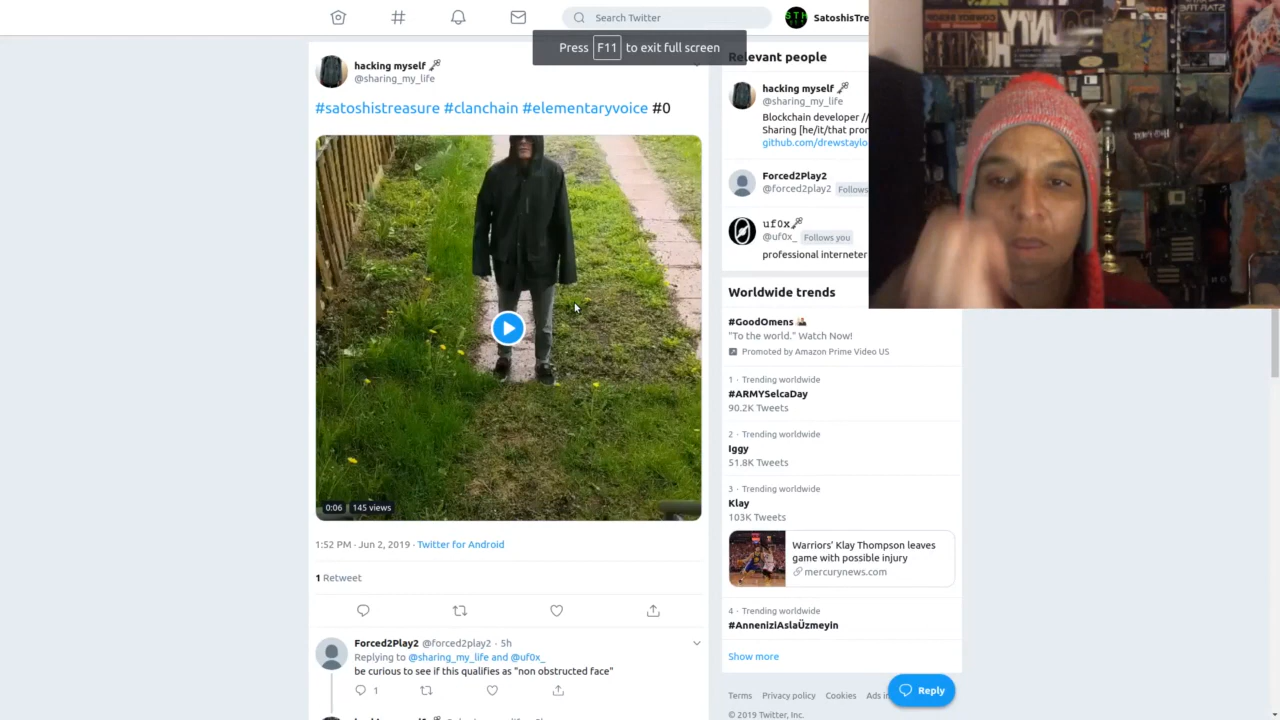 Search Twitter
SatoshisTre
Press F11 to exit full screen
hacking myself
@sharing_my_life
#satoshistreasure #clanchain #elementaryvoice #0
0:06
145 views
1:52 PM · Jun 2, 2019 · Twitter for Android
1 Retweet
Forced2Play2 @forced2play2 · 5h
Replying to @sharing_my_life and @uf0x_
be curious to see if this qualifies as "non obstructed face"
1
Relevant people
hacking myself
@sharing_my_life
Blockchain developer //
Sharing [he/it/that pron
github.com/drewstaylo
Forced2Play2
@forced2play2 Follows
uf0x
@uf0x_ Follows you
professional interneter
Worldwide trends
#GoodOmens
"To the world." Watch Now!
Promoted by Amazon Prime Video US
1 · Trending worldwide
#ARMYSelcaDay
90.2K Tweets
2 · Trending worldwide
Iggy
51.8K Tweets
3 · Trending worldwide
Klay
103K Tweets
Warriors’ Klay Thompson leaves
game with possible injury
mercurynews.com
4 · Trending worldwide
#AnneniziAslaÜzmeyin
Show more
Terms Privacy policy Cookies Ads in
© 2019 Twitter, Inc.
Reply